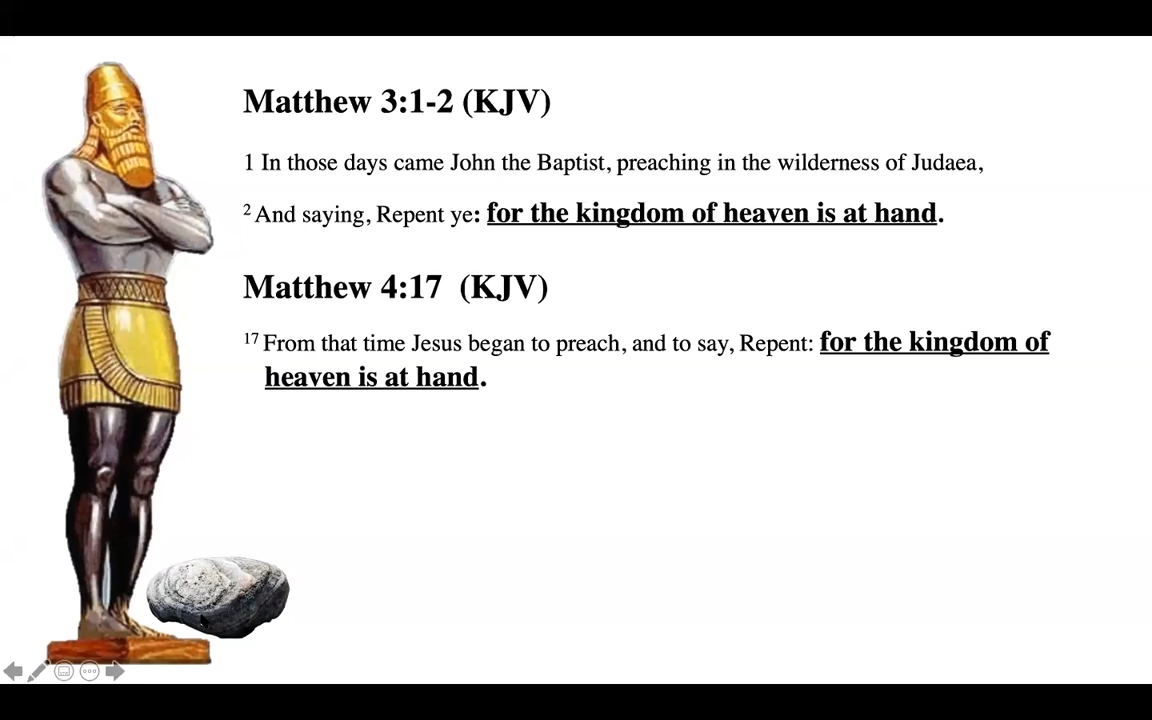 Matthew 3:1-2 (KJV)
1 In those days came John the Baptist, preaching in the wilderness of Judaea,
2 And saying, Repent ye: for the kingdom of heaven is at hand.
Matthew 4:17 (KJV)
17 From that time Jesus began to preach, and to say, Repent: for the kingdom of
heaven is at hand.